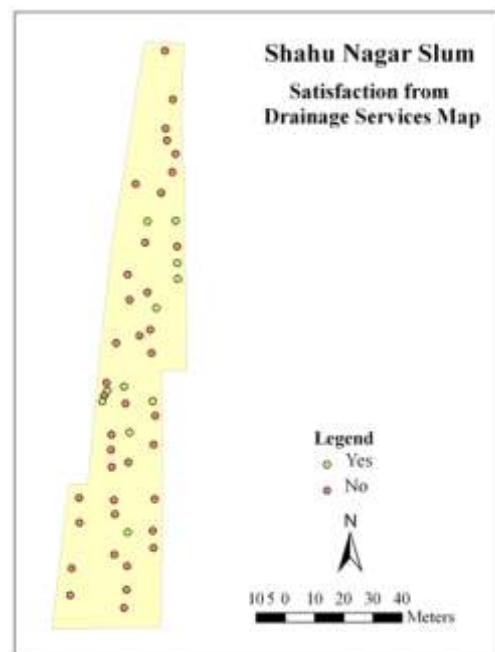 Shahu Nagar Slum
Satisfaction from
Drainage Services Map
Legend
Yes
No
N
10 5 0 10 20 30 40
Meters